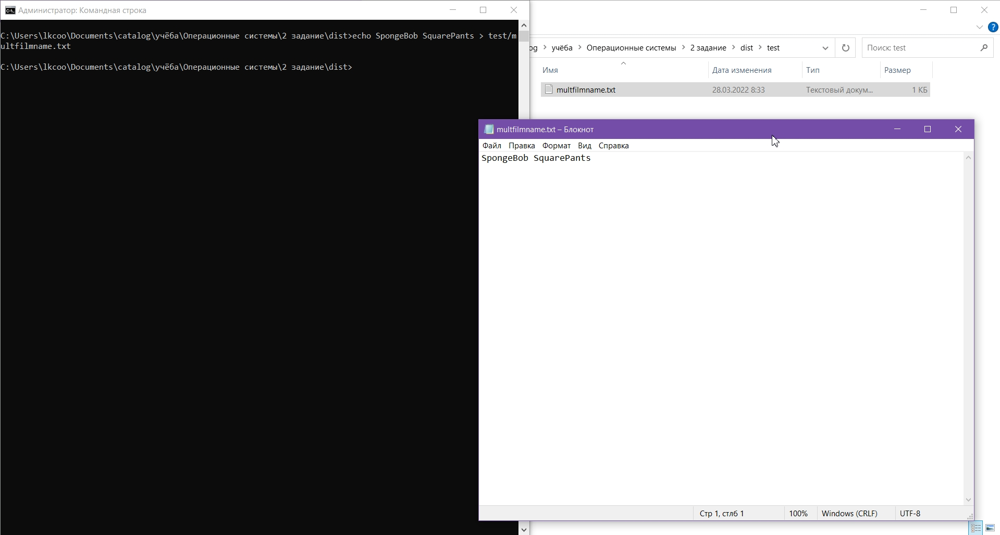 Администратор: Командная строка
C:\Users\lkcoo\Documents\catalog\учёба\Операционные системы\2 задание\dist>echo SpongeBob SquarePants > test/m
ultfilmname.txt
C:\Users\lkcoo\Documents\catalog\учёба\Операционные системы\2 задание\dist>
og > учёба > Операционные системы > 2 задание > dist > test
Поиск: test
Имя Дата изменения Тип Размер
multfilmname.txt 28.03.2022 8:33 Текстовый докум... 1 КБ
multfilmname.txt – Блокнот
Файл Правка Формат Вид Справка
SpongeBob SquarePants
Стр 1, стлб 1 100% Windows (CRLF) UTF-8